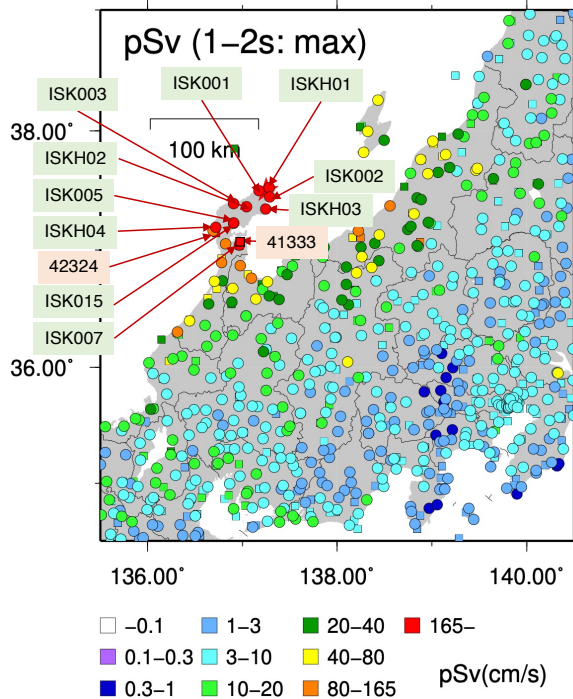 pSv (1−2s: max)
ISK001
ISKH01
ISK003
38.00˚
100 km
ISKH02
ISK002
ISK005
ISKH03
ISKH04
41333
42324
ISK015
ISK007
36.00˚
136.00˚
138.00˚
140.00˚
−0.1
1−3
20−40
165−
0.1−0.3
3−10
40−80
0.3−1
10−20
80−165
pSv(cm/s)